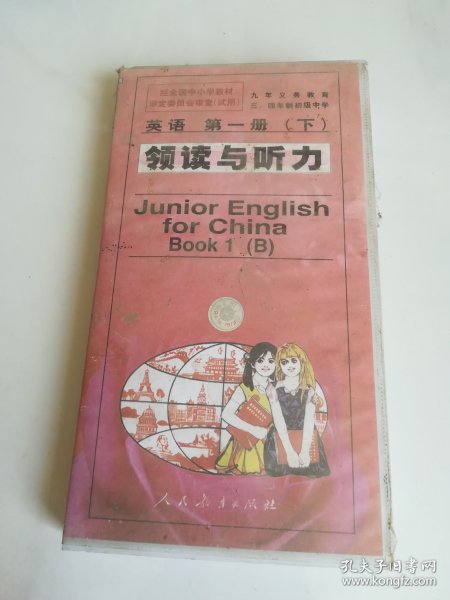 经全国中小学教材
审定委员会审查(试用)
九年义务教育
三、四年制初级中学
英语 第一册(下)
领读与听力
Junior English
for China
Book 1 (B)
人民教育出版社
孔夫子旧书网
www.kongfz.com